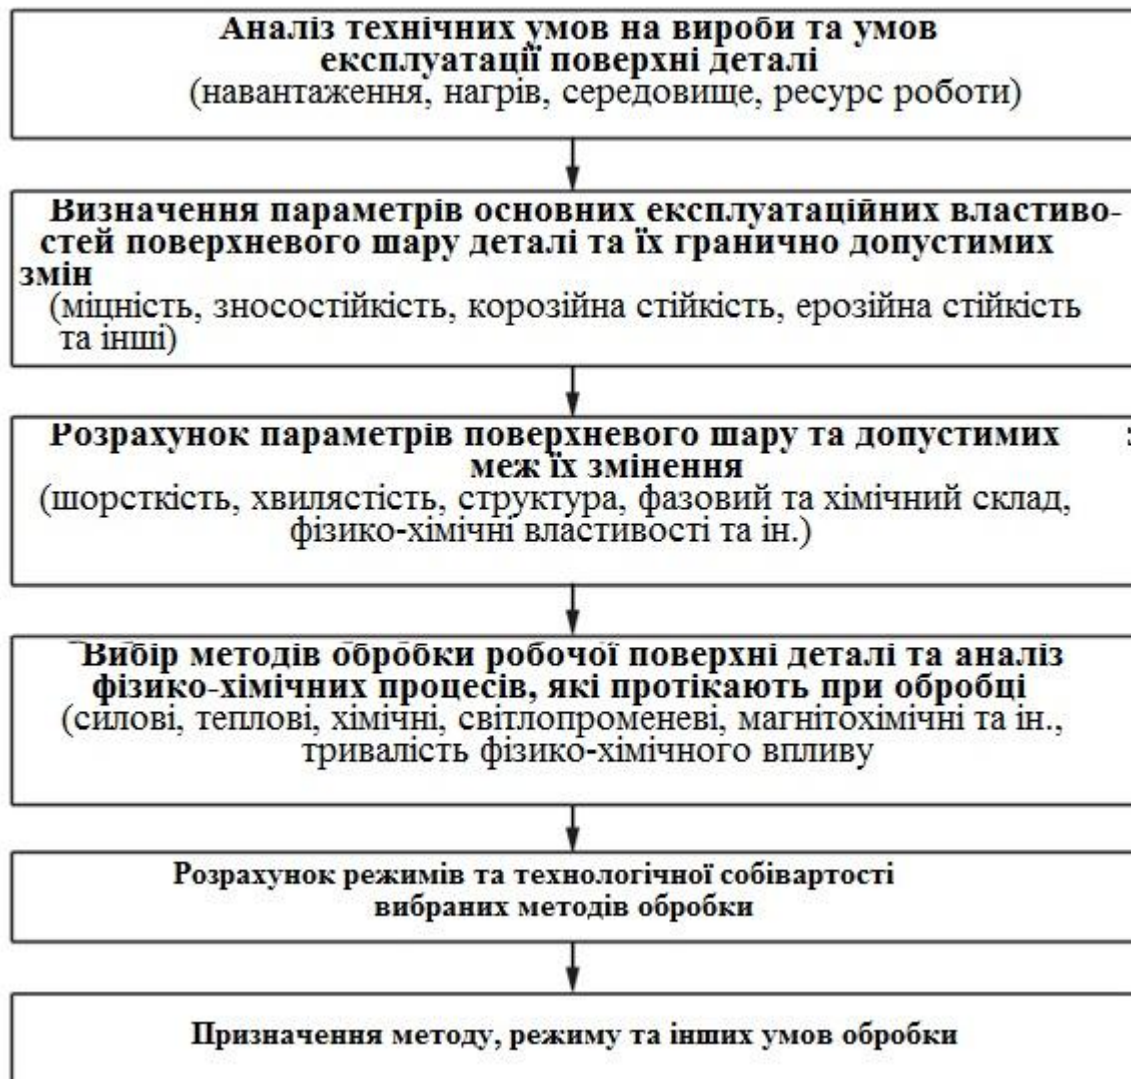 Аналіз технічних умов на вироби та умов
експлуатації поверхні деталі
(навантаження, нагрів, середовище, ресурс роботи)
Визначення параметрів основних експлуатаційних властиво-
стей поверхневого шару деталі та їх гранично допустимих
змін
(міцність, зносостійкість, корозійна стійкість, ерозійна стійкість
та інші)
Розрахунок параметрів поверхневого шару та допустимих
меж їх змінення
(шорсткість, хвилястість, структура, фазовий та хімічний склад,
фізико-хімічні властивості та ін.)
Вибір методів обробки робочої поверхні деталі та аналіз
фізико-хімічних процесів, які протікають при обробці
(силові, теплові, хімічні, світлопроменеві, магнітохімічні та ін.,
тривалість фізико-хімічного впливу
Розрахунок режимів та технологічної собівартості
вибраних методів обробки
Призначення методу, режиму та інших умов обробки